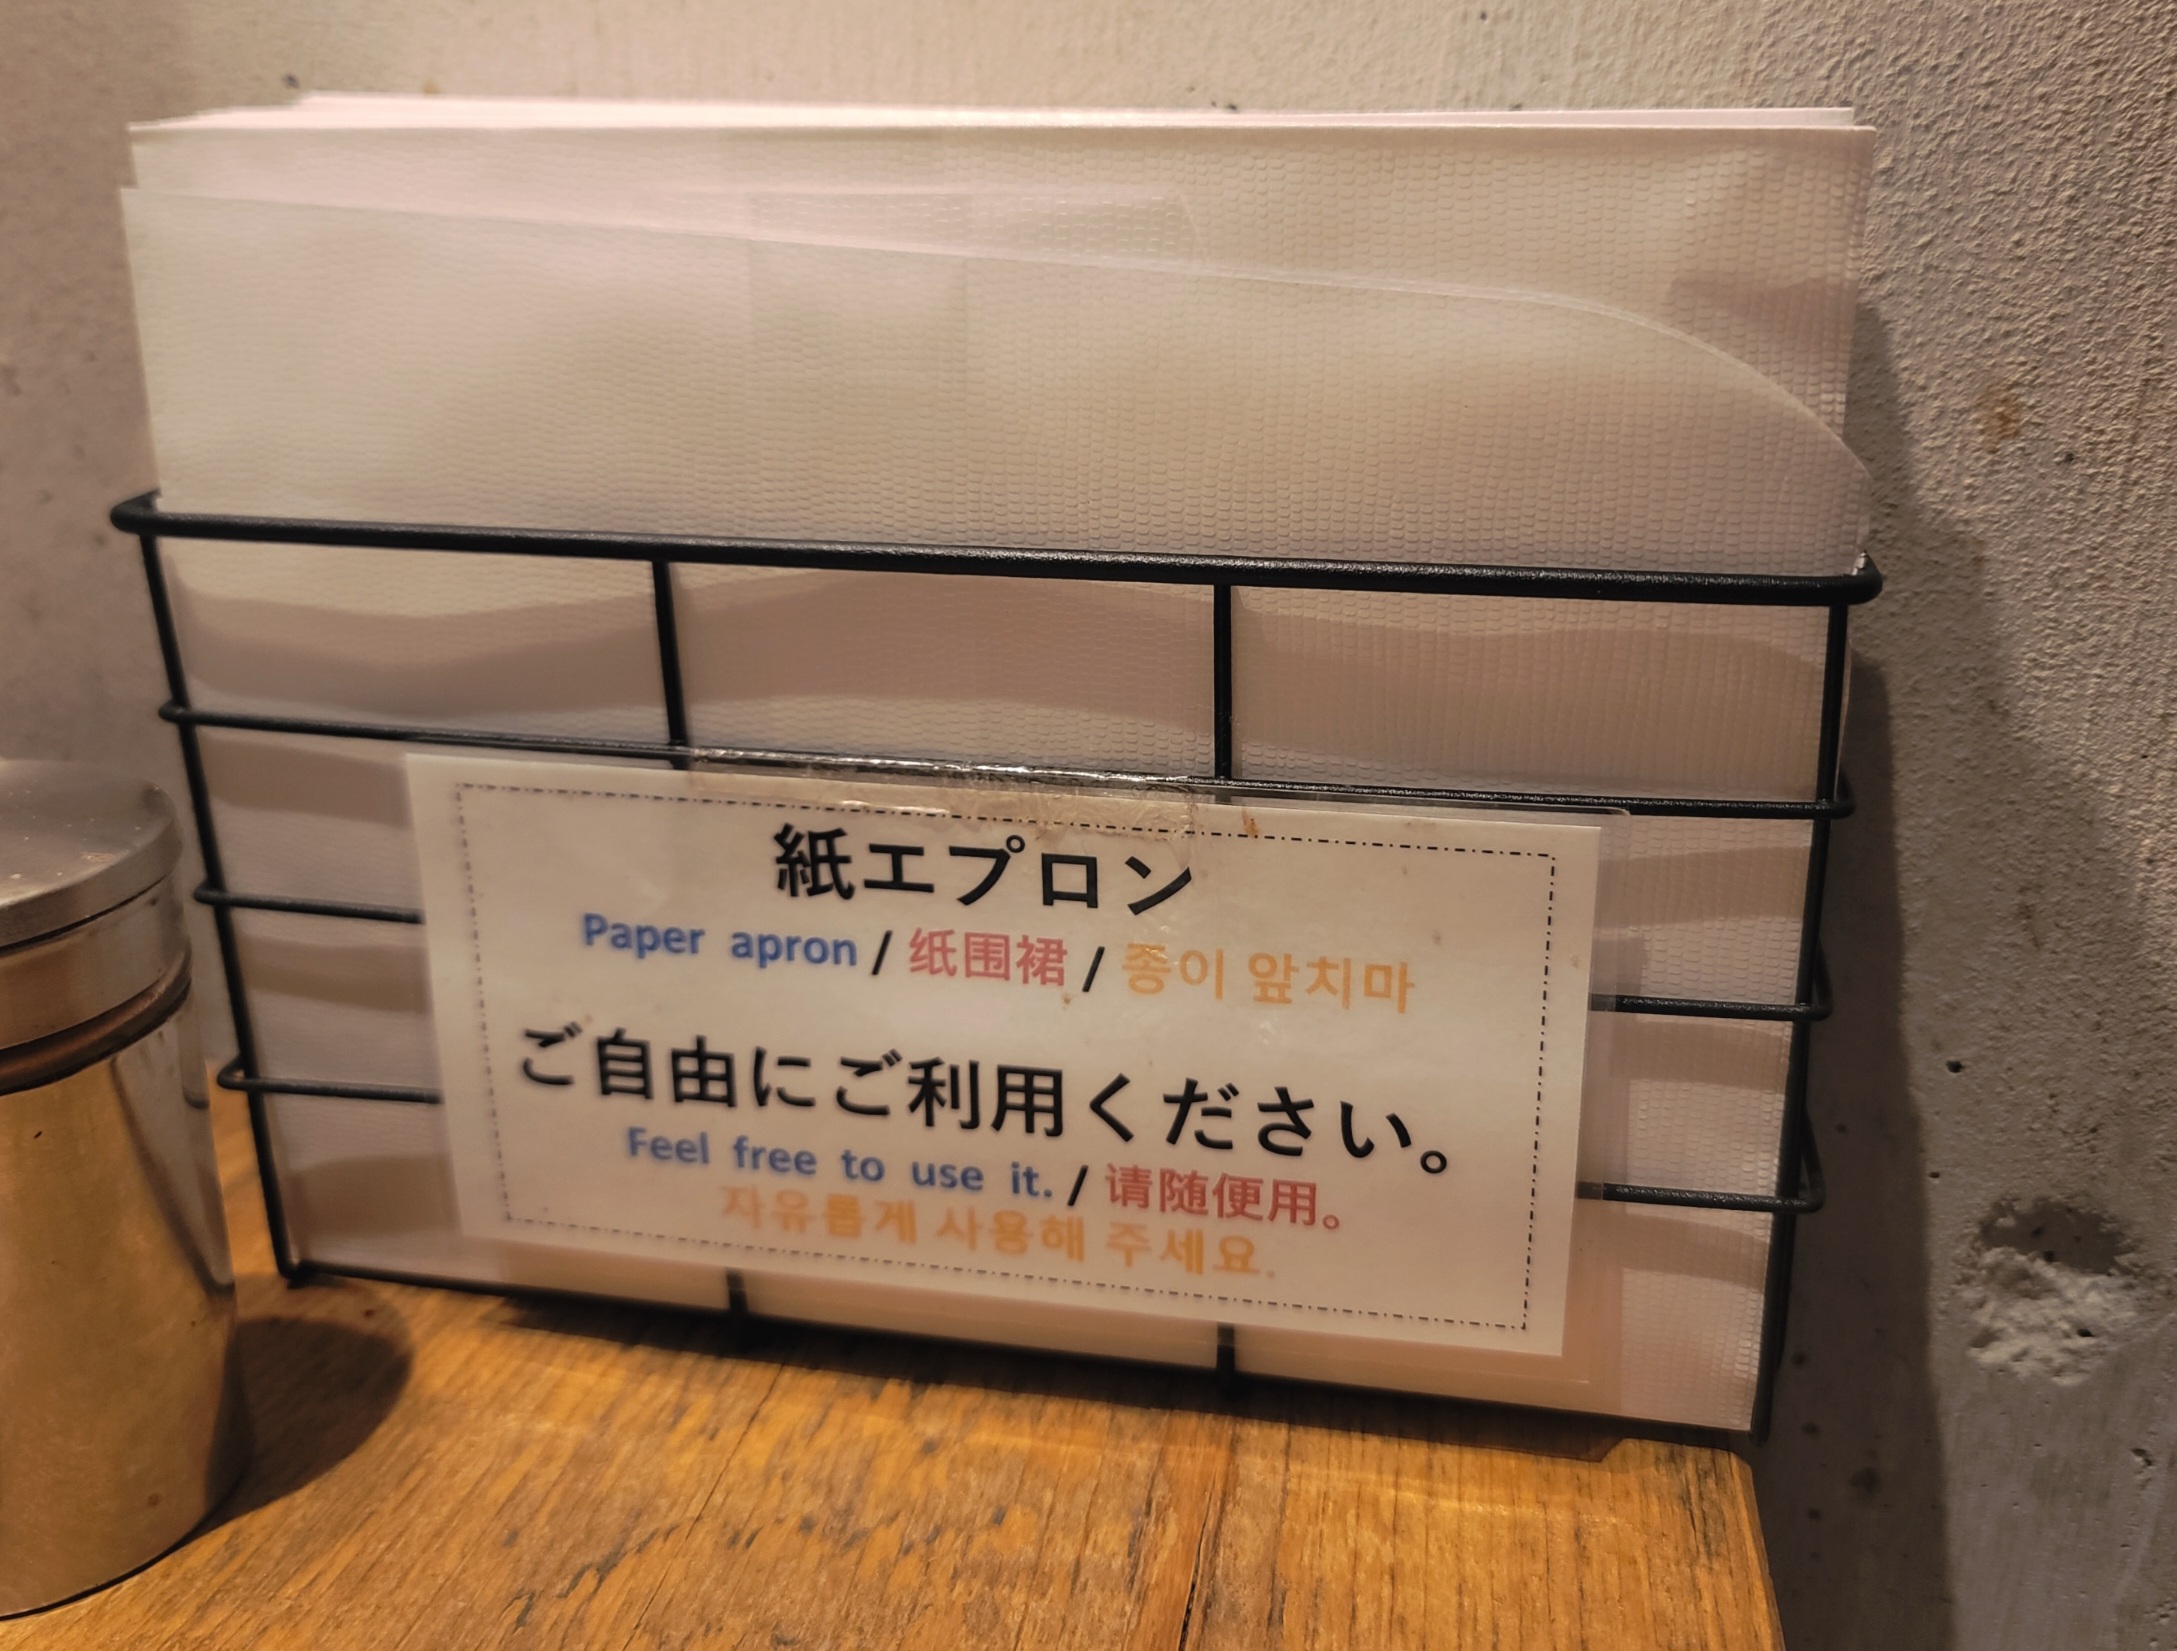 紙エプロン
Paper apron / 纸围裙 / 종이 앞치마
ご自由にご利用ください。
Feel free to use it. / 请随便用。
자유롭게 사용해 주세요.